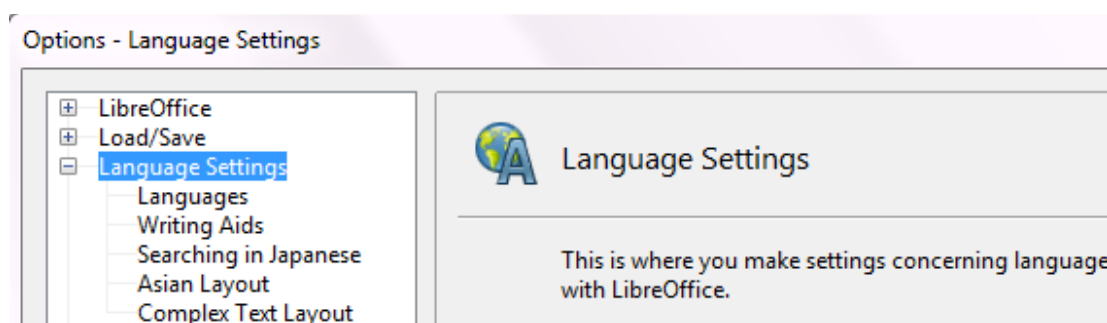 Options - Language Settings
LibreOffice
Load/Save
Language Settings
Languages
Writing Aids
Searching in Japanese
Asian Layout
Complex Text Layout
Language Settings
This is where you make settings concerning language
with LibreOffice.